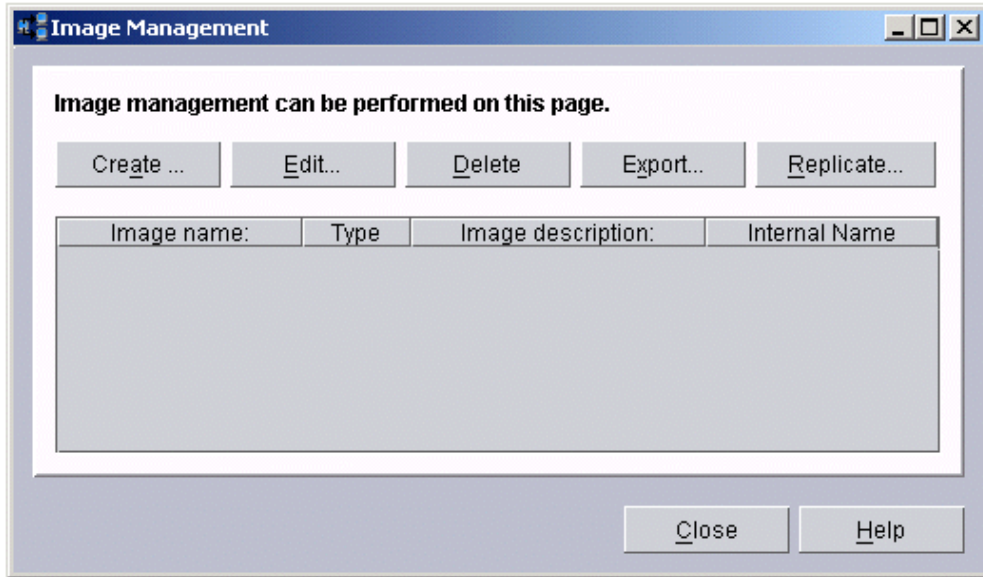 Image Management
Image management can be performed on this page.
Create ... Edit... Delete Export... Replicate...
Image name: Type Image description: Internal Name
Close Help